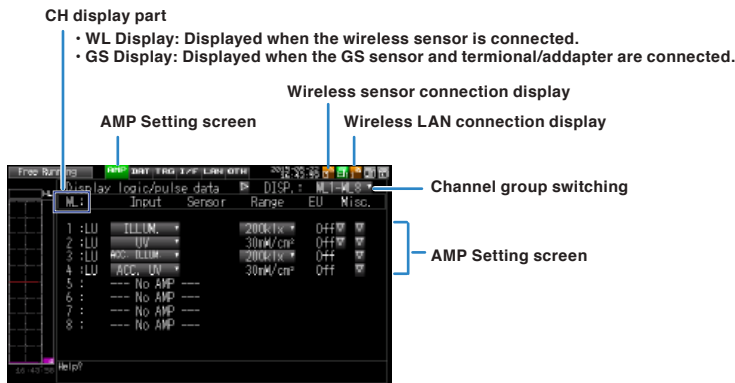 CH display part
・WL Display: Displayed when the wireless sensor is connected.
・GS Display: Displayed when the GS sensor and termional/addapter are connected.
Wireless sensor connection display
AMP Setting screen
Wireless LAN connection display
Free Running AMP DAT TRG I/F LAN OTH
Display logic/pulse data DISP.: WL1-WL8
Channel group switching
WL: Input Sensor Range EU Misc.
1 :LU ILLUM. 200klx Off
2 :LU UV 30mW/cm² Off
3 :LU ACC. ILLUM. 200klx Off
4 :LU ACC. UV 30mW/cm² Off
AMP Setting screen
5 : --- No AMP ---
6 : --- No AMP ---
7 : --- No AMP ---
8 : --- No AMP ---
Help?